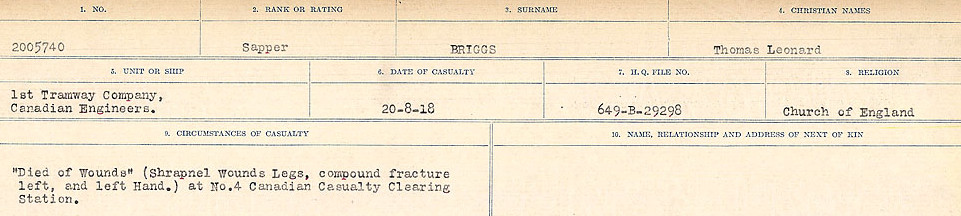 1. NO. 2. RANK OR RATING 3. SURNAME 4. CHRISTIAN NAMES
2005740 Sapper BRIGGS Thomas Leonard
5. UNIT OR SHIP 6. DATE OF CASUALTY 7. H.Q. FILE NO. 8. RELIGION
1st Tramway Company,
Canadian Engineers. 20-8-18 649-B-29298 Church of England
9. CIRCUMSTANCES OF CASUALTY 10. NAME, RELATIONSHIP AND ADDRESS OF NEXT OF KIN
"Died of Wounds" (Shrapnel Wounds Legs, compound fracture
left, and left Hand.) at No.4 Canadian Casualty Clearing
Station.